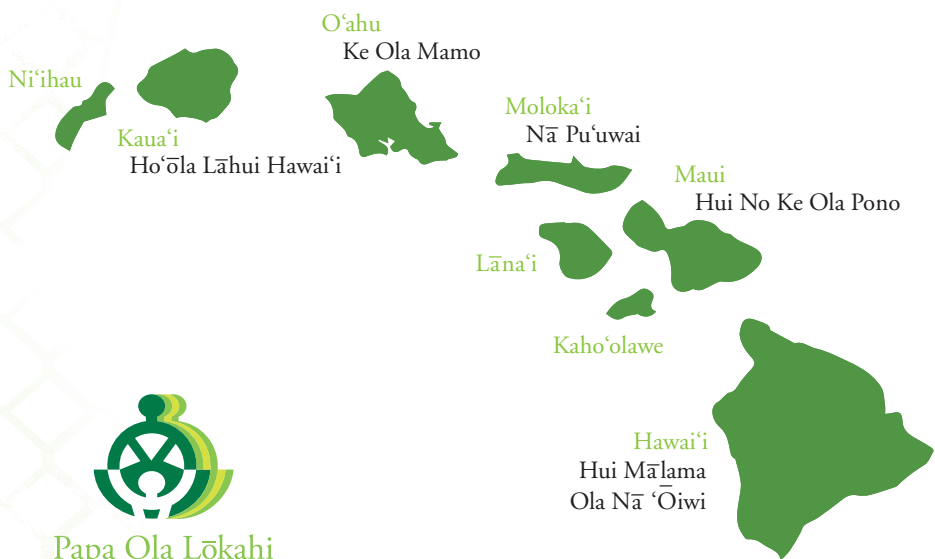 Oʻahu
Ke Ola Mamo
Niʻihau
Kauaʻi
Hoʻōla Lāhui Hawaiʻi
Molokaʻi
Nā Puʻuwai
Maui
Hui No Ke Ola Pono
Lānaʻi
Kahoʻolawe
Hawaiʻi
Hui Mālama
Ola Nā ʻŌiwi
Papa Ola Lōkahi